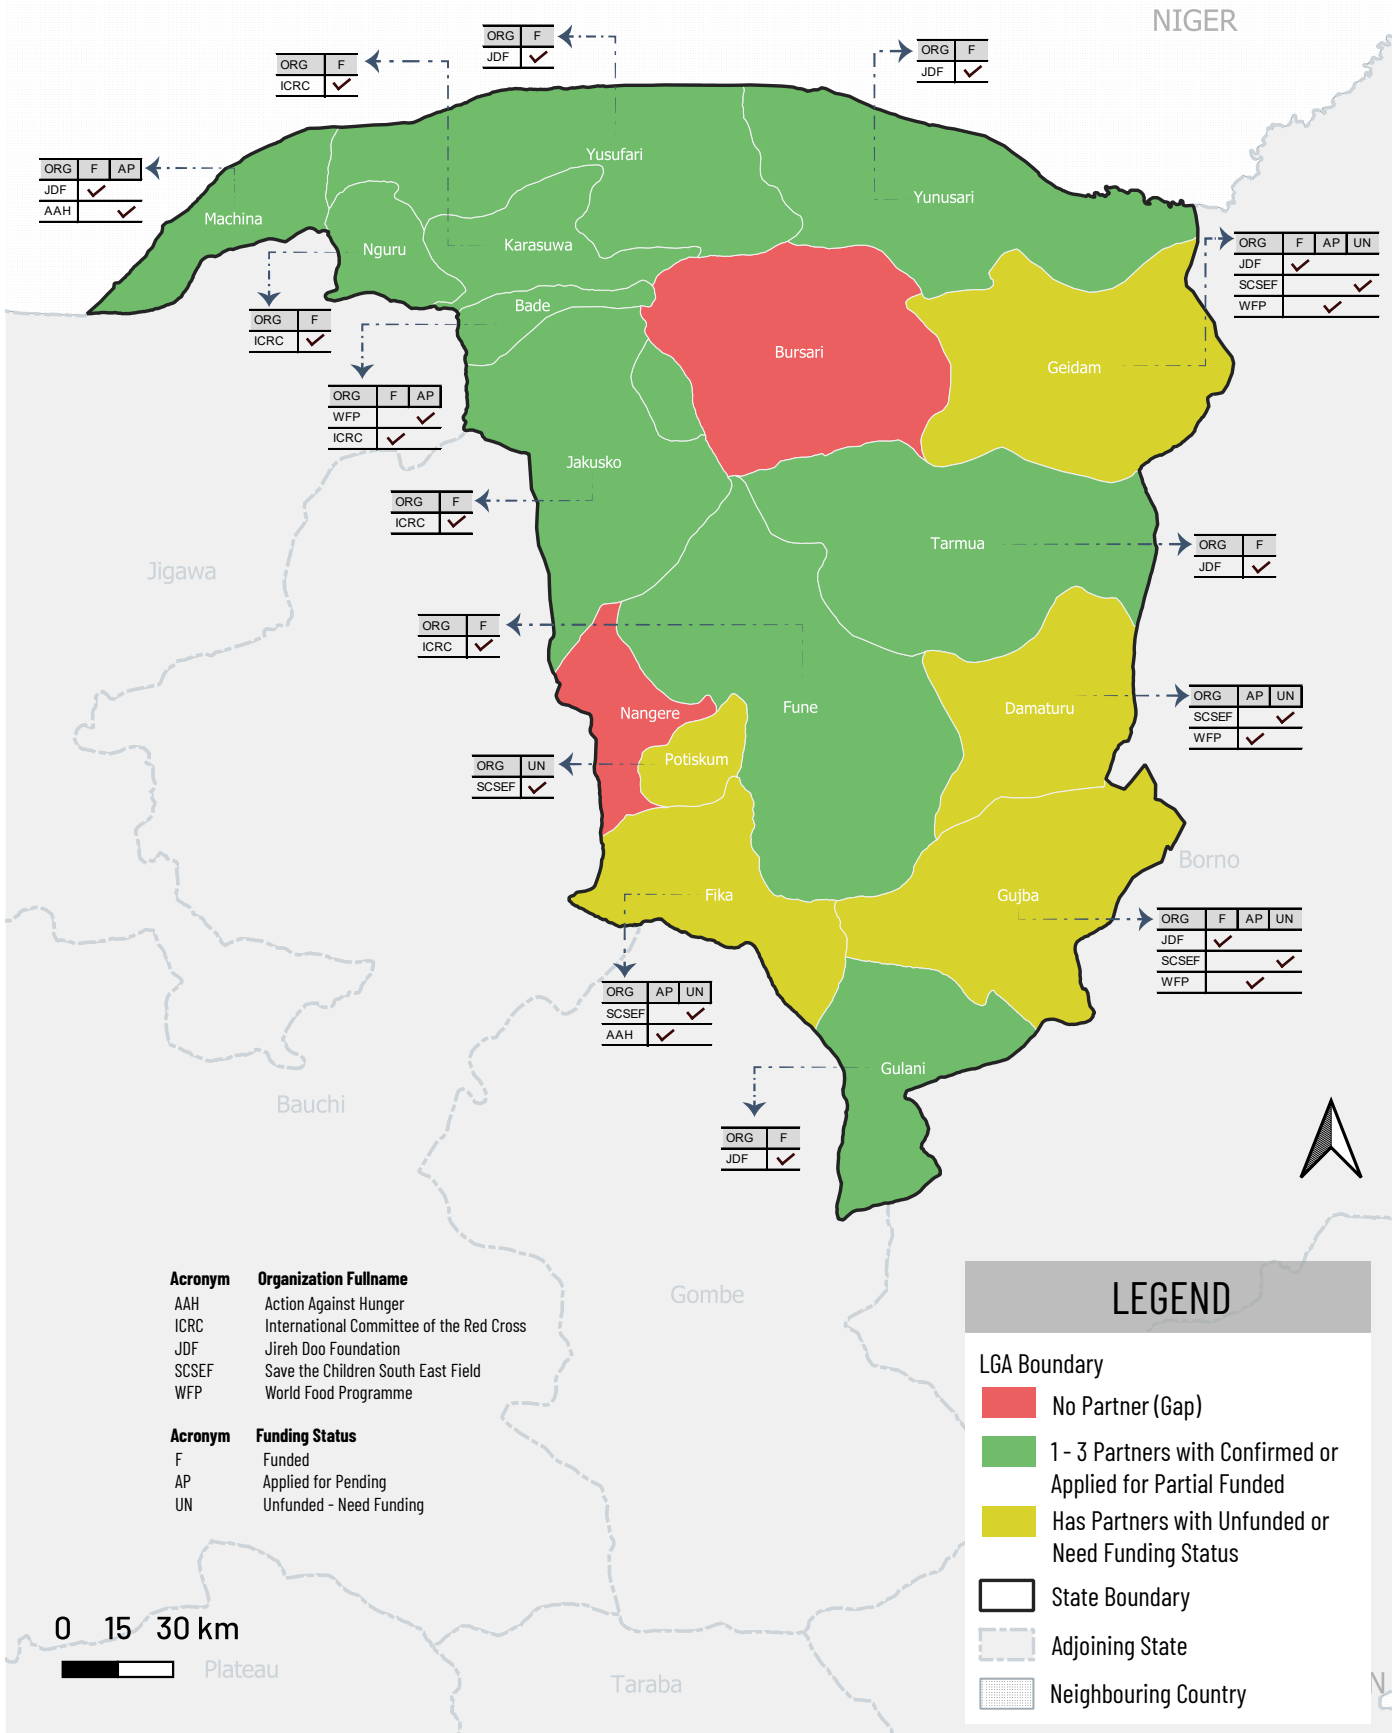 NIGER
ORG F
JDF
ORG F
JDF
ORG F
ICRC
ORG F AP
JDF
AAH
Yusufari
Yunusari
Machina
Nguru
Karasuwa
ORG F AP UN
JDF
SCSEF
WFP
Bade
ORG F
ICRC
Bursari
Geidam
ORG F AP
WFP
ICRC
Jakusko
ORG F
ICRC
Tarmua
ORG F
JDF
Jigawa
ORG F
ICRC
Nangere
Fune
Damaturu
ORG AP UN
SCSEF
WFP
Potiskum
ORG UN
SCSEF
Borno
Fika
Gujba
ORG F AP UN
JDF
SCSEF
WFP
ORG AP UN
SCSEF
AAH
Gulani
Bauchi
ORG F
JDF
Gombe
Acronym Organization Fullname
AAH Action Against Hunger
ICRC International Committee of the Red Cross
JDF Jireh Doo Foundation
SCSEF Save the Children South East Field
WFP World Food Programme
Acronym Funding Status
F Funded
AP Applied for Pending
UN Unfunded - Need Funding
LEGEND
LGA Boundary
No Partner (Gap)
1 - 3 Partners with Confirmed or
Applied for Partial Funded
Has Partners with Unfunded or
Need Funding Status
State Boundary
Adjoining State
Neighbouring Country
0 15 30 km
Plateau
Taraba
N